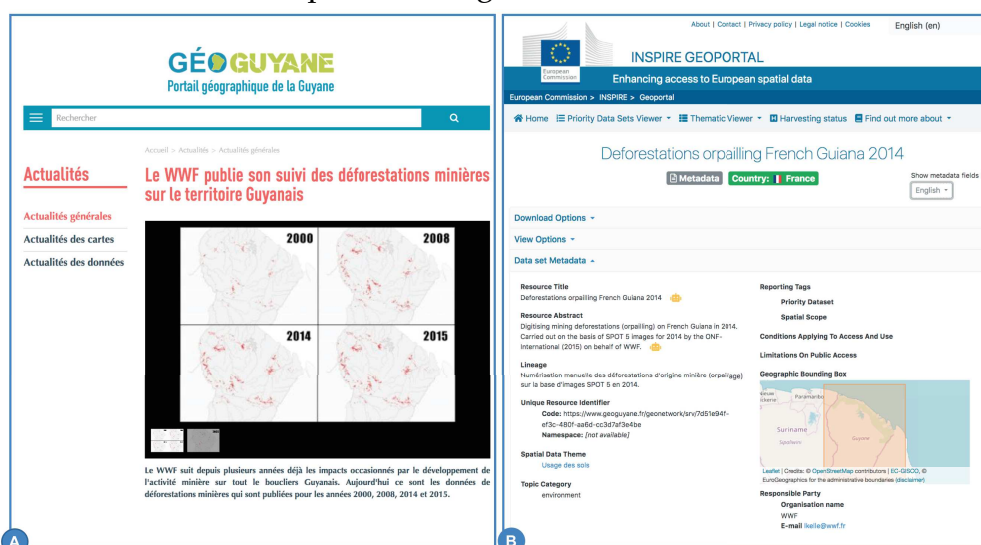 GÉOGUYANE
Portail géographique de la Guyane
Rechercher
Accueil > Actualités > Actualités générales
Actualités
Actualités générales
Actualités des cartes
Actualités des données
Le WWF publie son suivi des déforestations minières
sur le territoire Guyanais
2000
2008
2014
2015
Le WWF suit depuis plusieurs années déjà les impacts occasionnés par le développement de
l'activité minière sur tout le boucliers Guyanais. Aujourd'hui ce sont les données de
déforestations minières qui sont publiées pour les années 2000, 2008, 2014 et 2015.
A
About | Contact | Privacy policy | Legal notice | Cookies
English (en)
European
Commission
INSPIRE GEOPORTAL
Enhancing access to European spatial data
European Commission > INSPIRE > Geoportal
Home
Priority Data Sets Viewer
Thematic Viewer
Harvesting status
Find out more about
Deforestations orpailling French Guiana 2014
Metadata
Country: France
Show metadata fields
English
Download Options
View Options
Data set Metadata
Resource Title
Deforestations orpailling French Guiana 2014
Resource Abstract
Digitising mining deforestations (orpailling) on French Guiana in 2014.
Carried out on the basis of SPOT 5 images for 2014 by the ONF-
International (2015) on behalf of WWF.
Lineage
Numérisation manuelle des déforestations d'origine minière (orpaillage)
sur la base d'images SPOT 5 en 2014.
Unique Resource Identifier
Code: https://www.geoguyane.fr/geonetwork/srv/7d51e94f-
ef3c-480f-aa6d-cc3d7af3e4be
Namespace: [not available]
Spatial Data Theme
Usage des sols
Topic Category
environment
Reporting Tags
Priority Dataset
Spatial Scope
Conditions Applying To Access And Use
Limitations On Public Access
Geographic Bounding Box
Paramaribo
Suriname
Guyane
Leaflet | Credits: © OpenStreetMap contributors | EC-GISCO, ©
EuroGeographics for the administrative boundaries (disclaimer)
Responsible Party
Organisation name
WWF
E-mail lkelle@wwf.fr
B